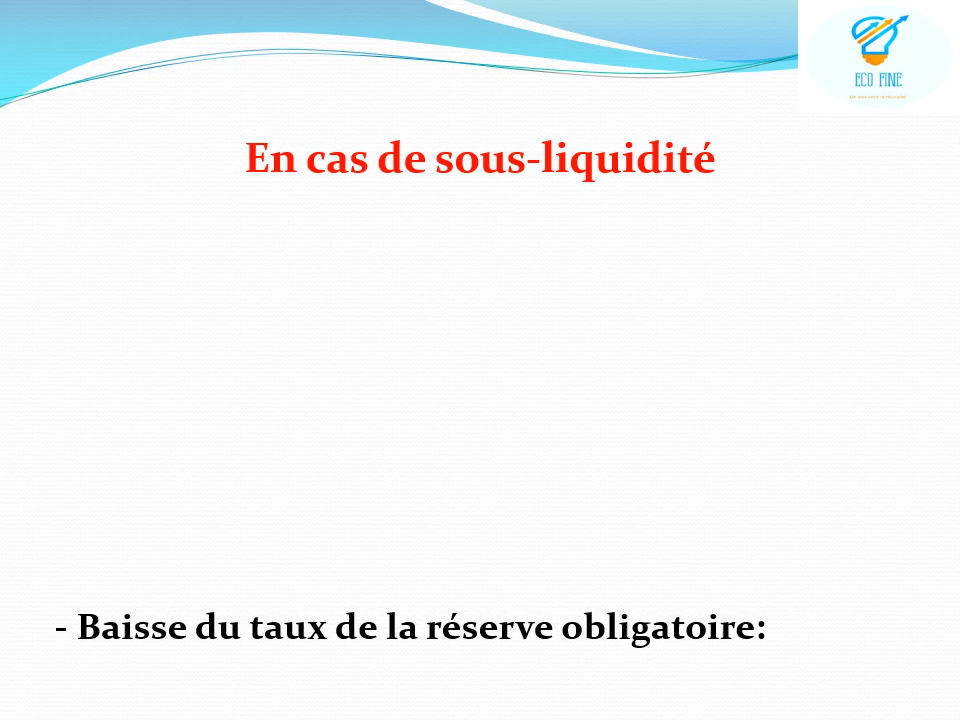 ECO FINE
En cas de sous-liquidité
- Baisse du taux de la réserve obligatoire: